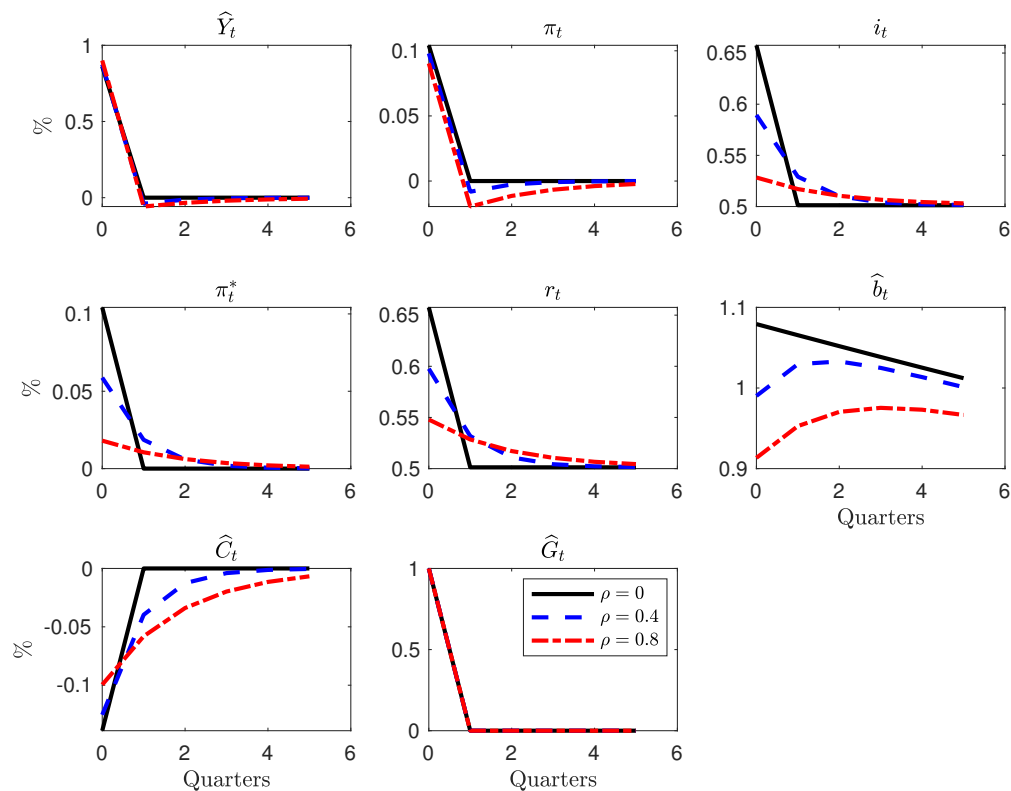 Ŷ_t π_t i_t
1 0.1 0.65
0.6
0.5 0.05 0.55
% 
0 0 0.5
0 2 4 6 0 2 4 6 0 2 4 6
π*_t r_t b̂_t
0.1 0.65 1.1
0.6
% 0.05 1
0.55
0 0.5 0.9
0 2 4 6 0 2 4 6 0 2 4 6
Quarters
Ĉ_t Ĝ_t
0 1
ρ = 0
ρ = 0.4
ρ = 0.8
-0.05 0.5
%
-0.1
0
0 2 4 6 0 2 4 6
Quarters Quarters